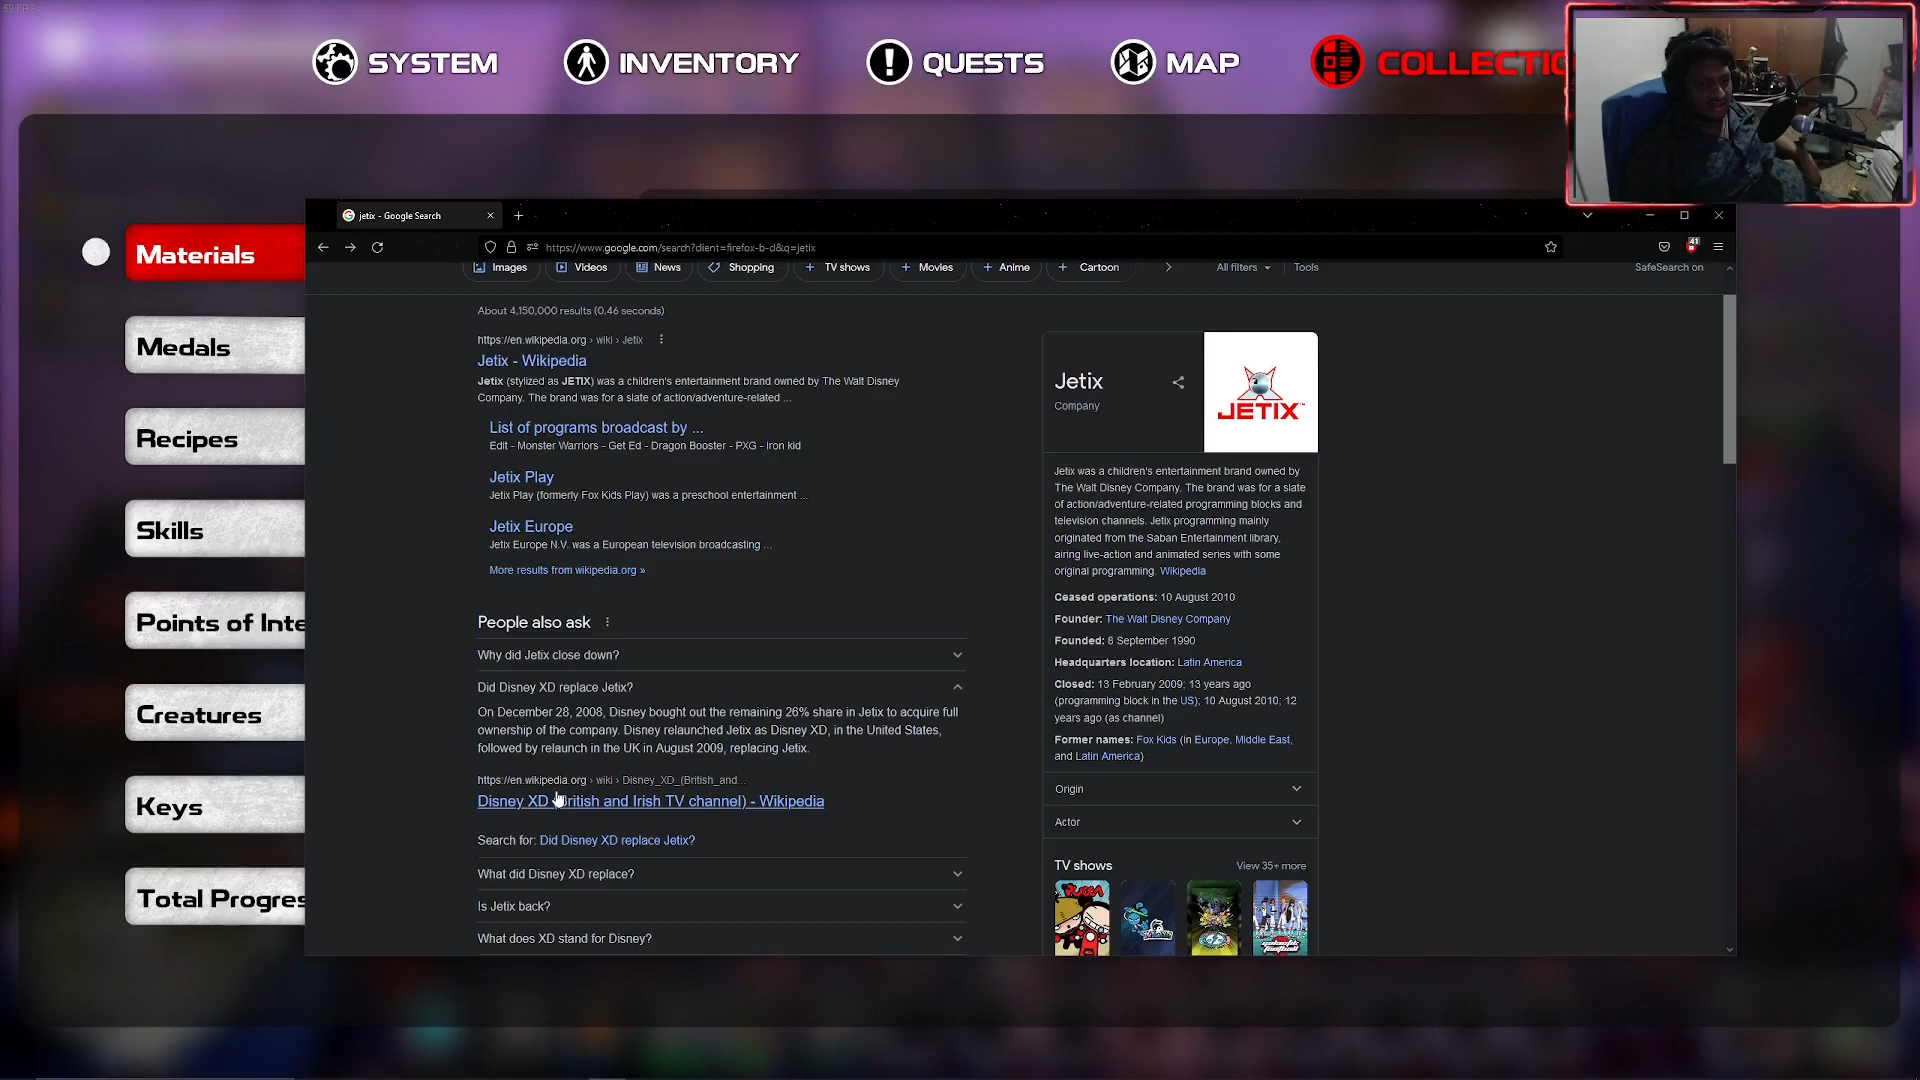 59 FPS
SYSTEM
INVENTORY
QUESTS
MAP
COLLECTIO
Materials
Medals
Recipes
Skills
Points of Inte
Creatures
Keys
Total Progres
jetix - Google Search
https://www.google.com/search?client=firefox-b-d&q=jetix
41
Images
Videos
News
Shopping
+ TV shows
+ Movies
+ Anime
+ Cartoon
All filters
Tools
SafeSearch on
About 4,150,000 results (0.46 seconds)
https://en.wikipedia.org › wiki › Jetix
Jetix - Wikipedia
Jetix (stylized as JETIX) was a children's entertainment brand owned by The Walt Disney
Company. The brand was for a slate of action/adventure-related ...
List of programs broadcast by ...
Edit - Monster Warriors - Get Ed - Dragon Booster - PXG - Iron kid
Jetix Play
Jetix Play (formerly Fox Kids Play) was a preschool entertainment ...
Jetix Europe
Jetix Europe N.V. was a European television broadcasting ...
More results from wikipedia.org »
People also ask
Why did Jetix close down?
Did Disney XD replace Jetix?
On December 28, 2008, Disney bought out the remaining 26% share in Jetix to acquire full
ownership of the company. Disney relaunched Jetix as Disney XD, in the United States,
followed by relaunch in the UK in August 2009, replacing Jetix.
https://en.wikipedia.org › wiki › Disney_XD_(British_and...
Disney XD (British and Irish TV channel) - Wikipedia
Search for: Did Disney XD replace Jetix?
What did Disney XD replace?
Is Jetix back?
What does XD stand for Disney?
Jetix
Company
JETIX™
Jetix was a children's entertainment brand owned by
The Walt Disney Company. The brand was for a slate
of action/adventure-related programming blocks and
television channels. Jetix programming mainly
originated from the Saban Entertainment library,
airing live-action and animated series with some
original programming. Wikipedia
Ceased operations: 10 August 2010
Founder: The Walt Disney Company
Founded: 8 September 1990
Headquarters location: Latin America
Closed: 13 February 2009; 13 years ago
(programming block in the US); 10 August 2010; 12
years ago (as channel)
Former names: Fox Kids (in Europe, Middle East,
and Latin America)
Origin
Actor
TV shows
View 35+ more
PUCCA